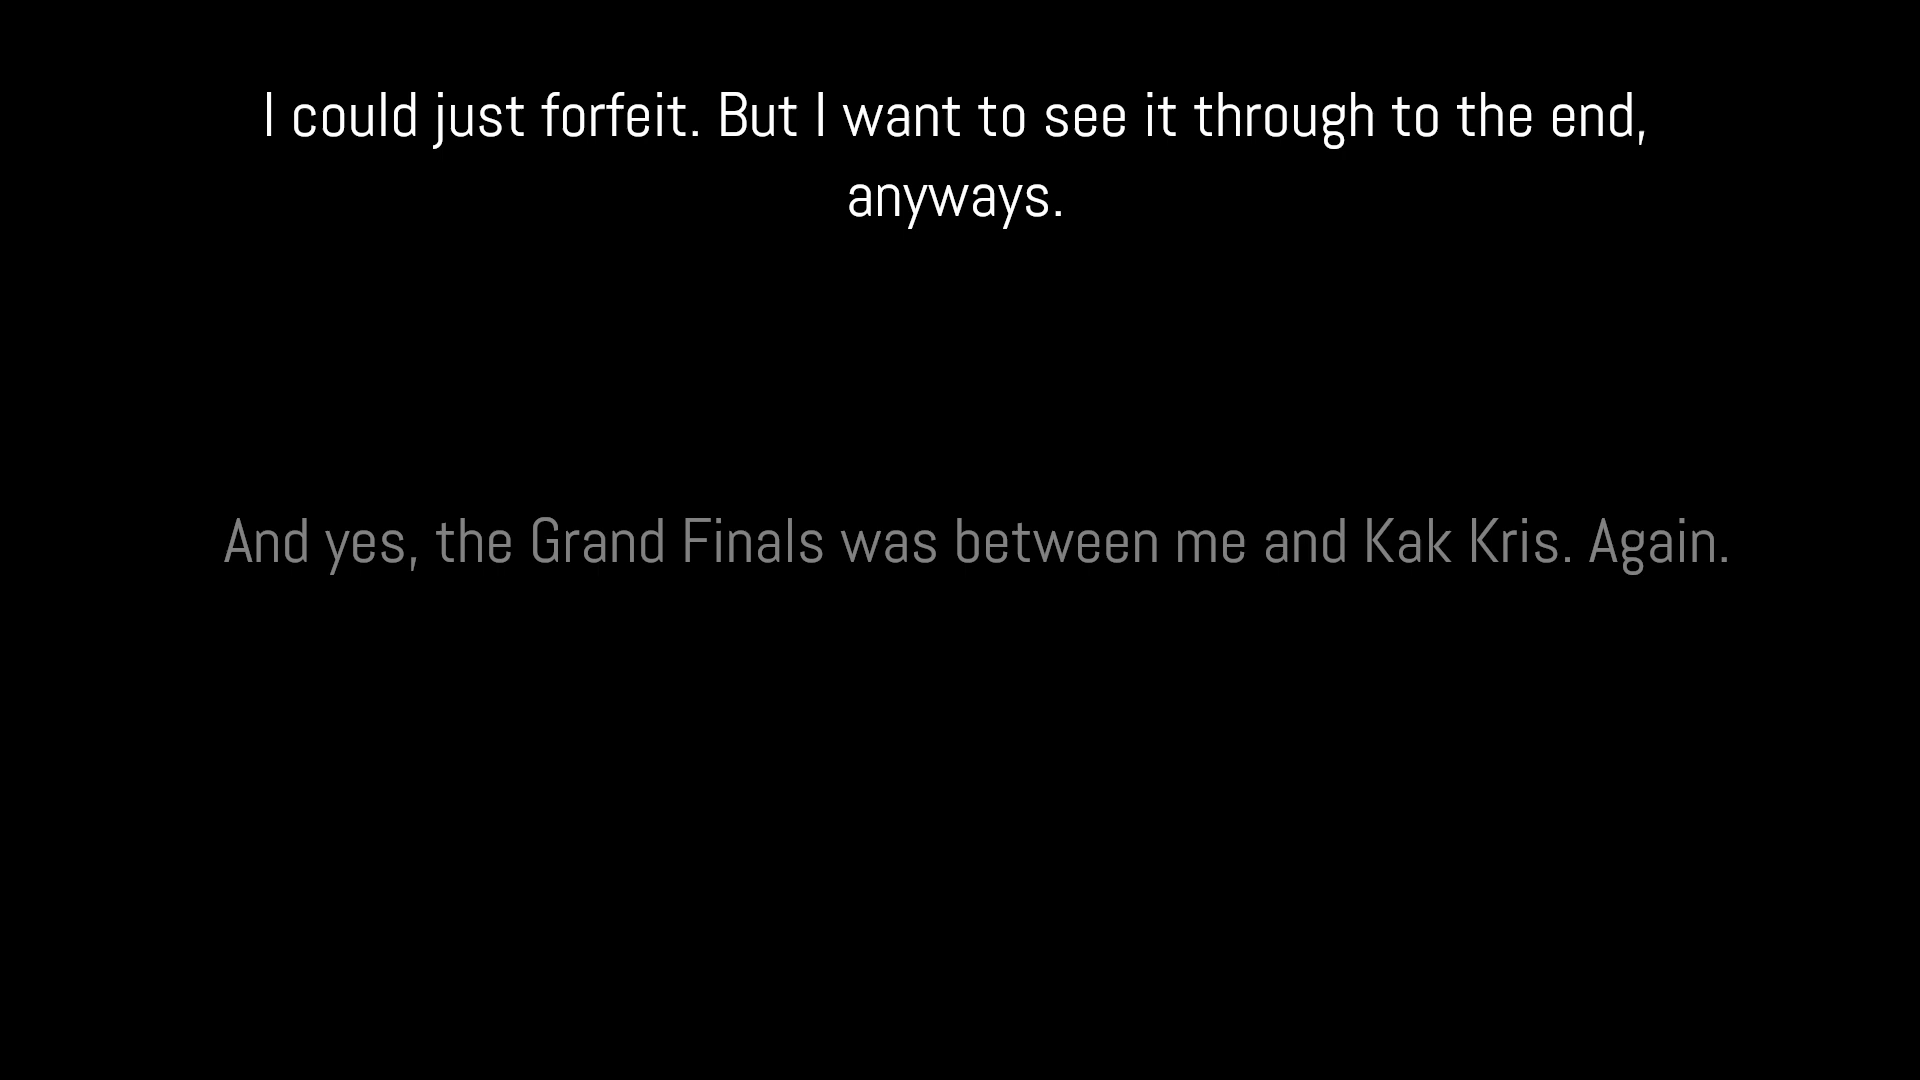 I could just forfeit. But I want to see it through to the end,
anyways.
And yes, the Grand Finals was between me and Kak Kris. Again.